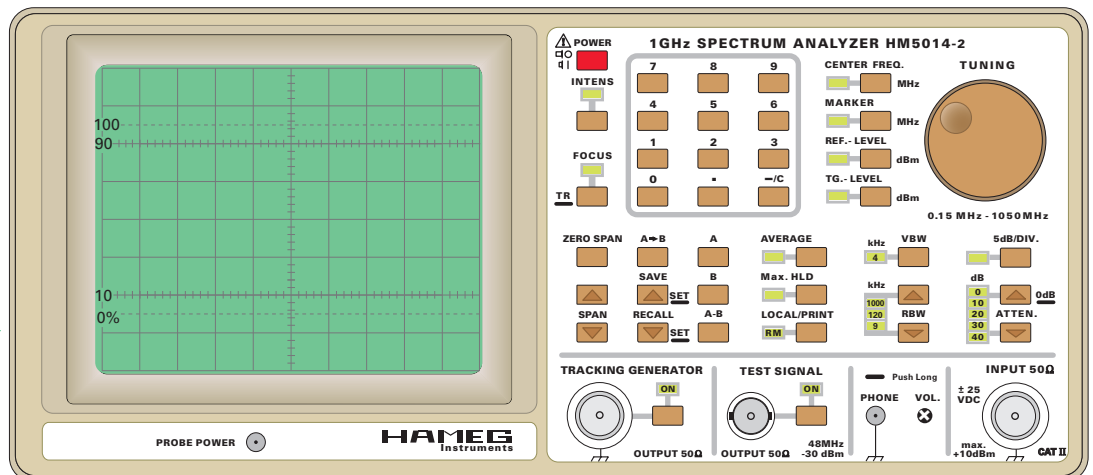 POWER
1GHz SPECTRUM ANALYZER HM5014-2
INTENS
FOCUS
TR
7 8 9
4 5 6
1 2 3
0 . –/C
CENTER FREQ.
MHz
MARKER
MHz
REF.- LEVEL
dBm
TG.- LEVEL
dBm
TUNING
0.15 MHz - 1050MHz
100
90
10
0%
ZERO SPAN
A➔B
A
SAVE
SET
B
SPAN
RECALL
SET
A-B
AVERAGE
Max. HLD
LOCAL/PRINT
RM
kHz
4
VBW
kHz
1000
120
9
RBW
5dB/DIV.
dB
0
10
20
30
40
0dB
ATTEN.
TRACKING GENERATOR
ON
OUTPUT 50Ω
TEST SIGNAL
ON
OUTPUT 50Ω
48MHz
-30 dBm
Push Long
PHONE
VOL.
INPUT 50Ω
± 25
VDC
max.
+10dBm
CAT II
PROBE POWER
HAMEG
Instruments